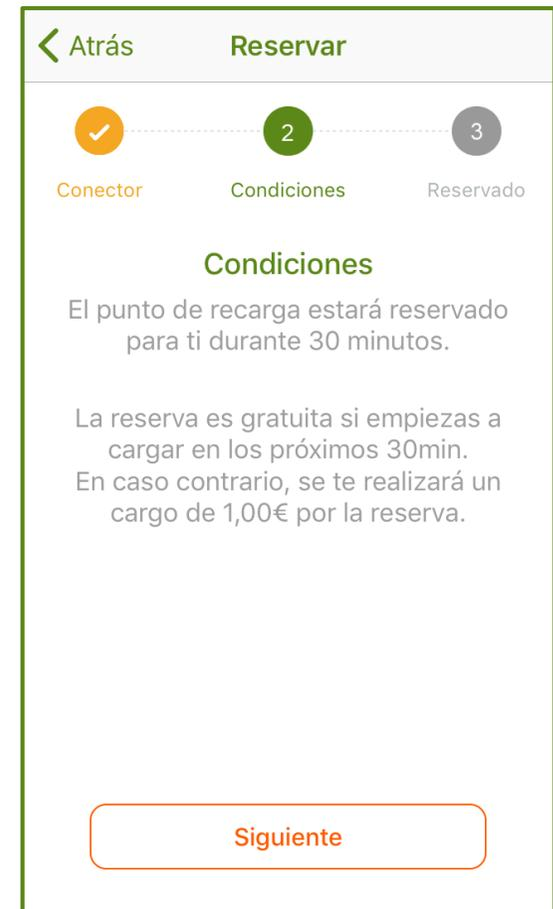 Atrás Reservar
2 3
Conector Condiciones Reservado
Condiciones
El punto de recarga estará reservado
para ti durante 30 minutos.
La reserva es gratuita si empiezas a
cargar en los próximos 30min.
En caso contrario, se te realizará un
cargo de 1,00€ por la reserva.
Siguiente